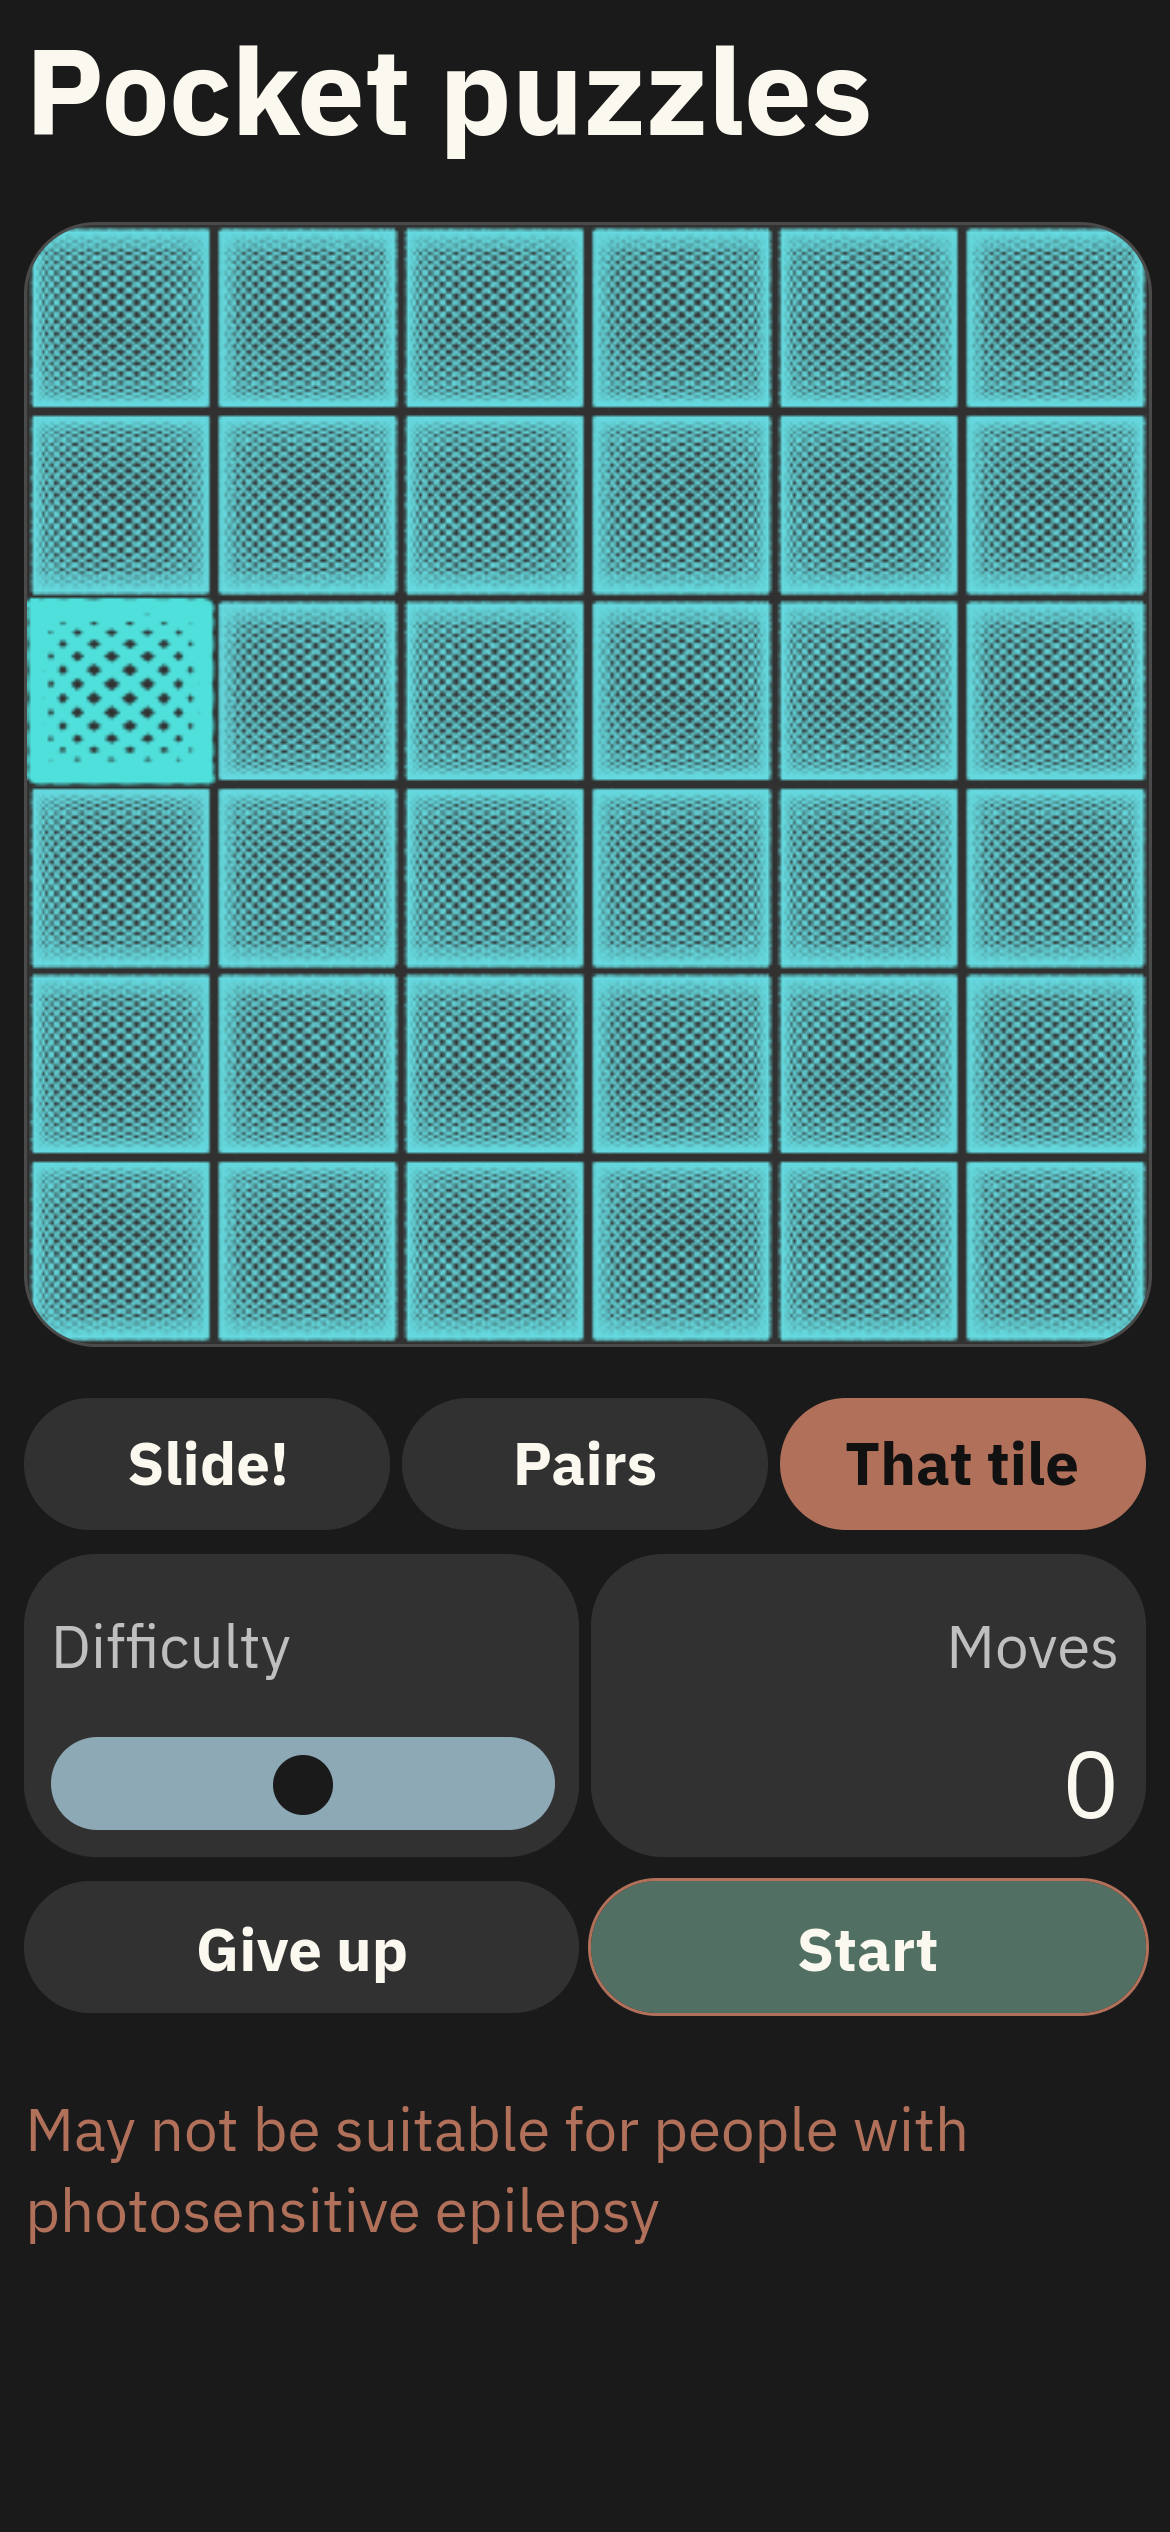 Pocket puzzles
Slide!
Pairs
That tile
Difficulty
Moves
0
Give up
Start
May not be suitable for people with
photosensitive epilepsy